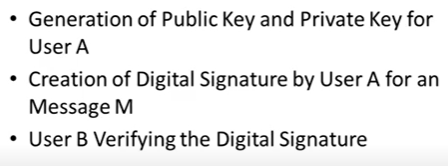 • Generation of Public Key and Private Key for
User A
• Creation of Digital Signature by User A for an
Message M
• User B Verifying the Digital Signature